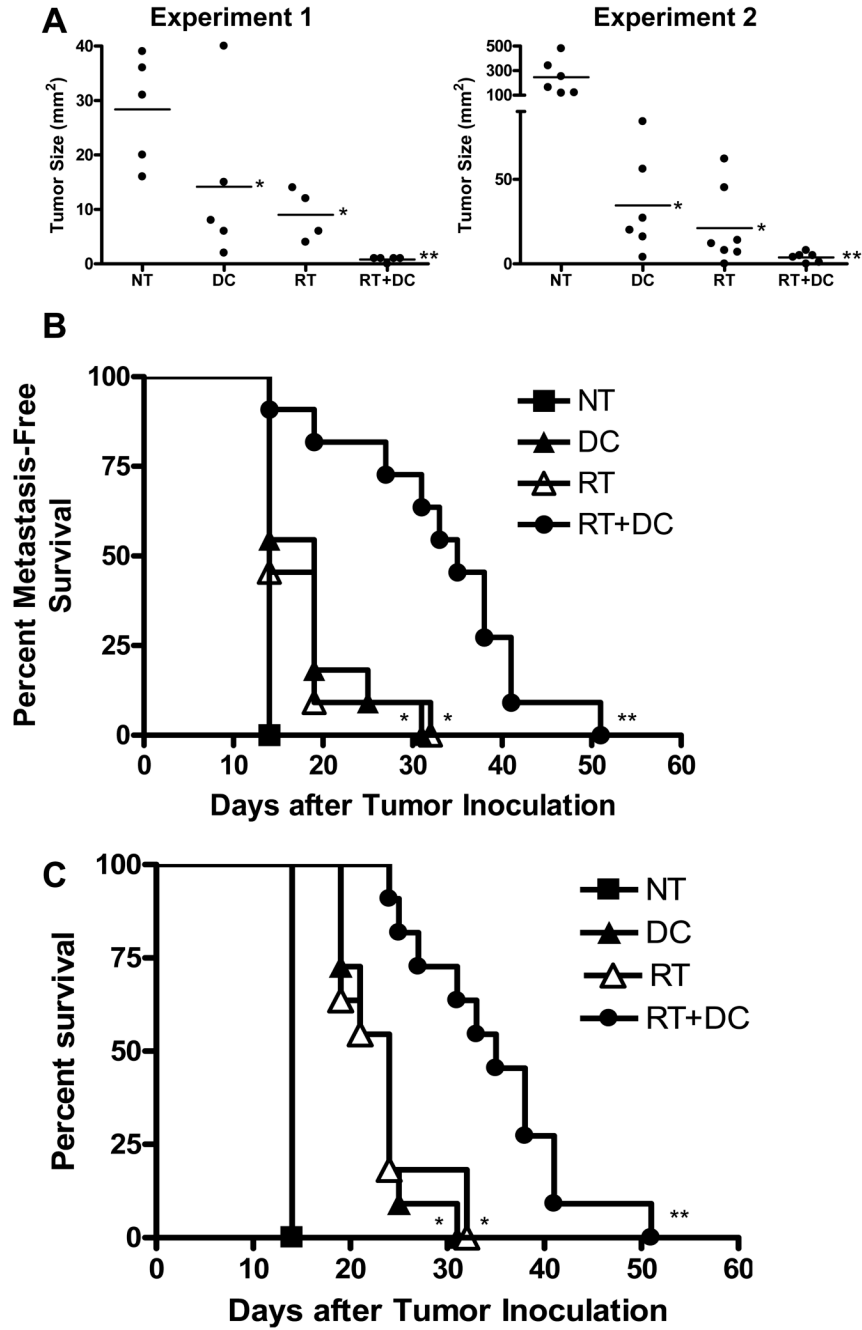 A
Experiment 1
Experiment 2
Tumor Size (mm2)
40
30
20
10
0
*
*
**
NT DC RT RT+DC
Tumor Size (mm2)
500
300
100
50
0
*
*
**
NT DC RT RT+DC
B
Percent Metastasis-Free
Survival
100
75
50
25
0
NT
DC
RT
RT+DC
* * **
0 10 20 30 40 50 60
Days after Tumor Inoculation
C
Percent survival
100
75
50
25
0
NT
DC
RT
RT+DC
* * **
0 10 20 30 40 50 60
Days after Tumor Inoculation